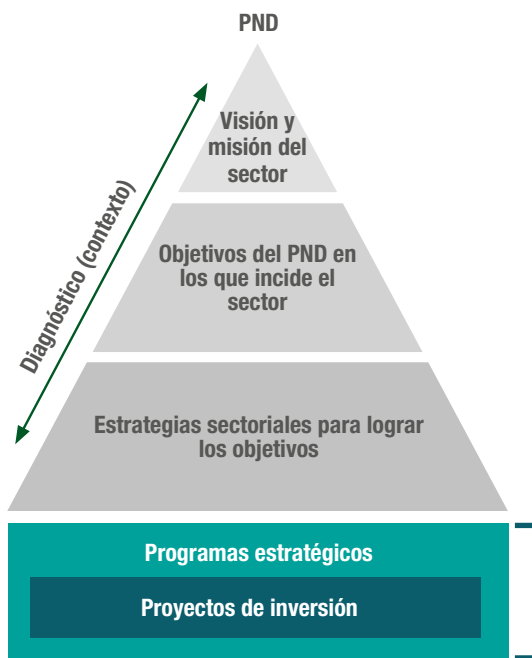 PND
Visión y
misión del
sector
Diagnóstico (contexto)
Objetivos del PND en
los que incide el
sector
Estrategias sectoriales para lograr
los objetivos
Programas estratégicos
Proyectos de inversión